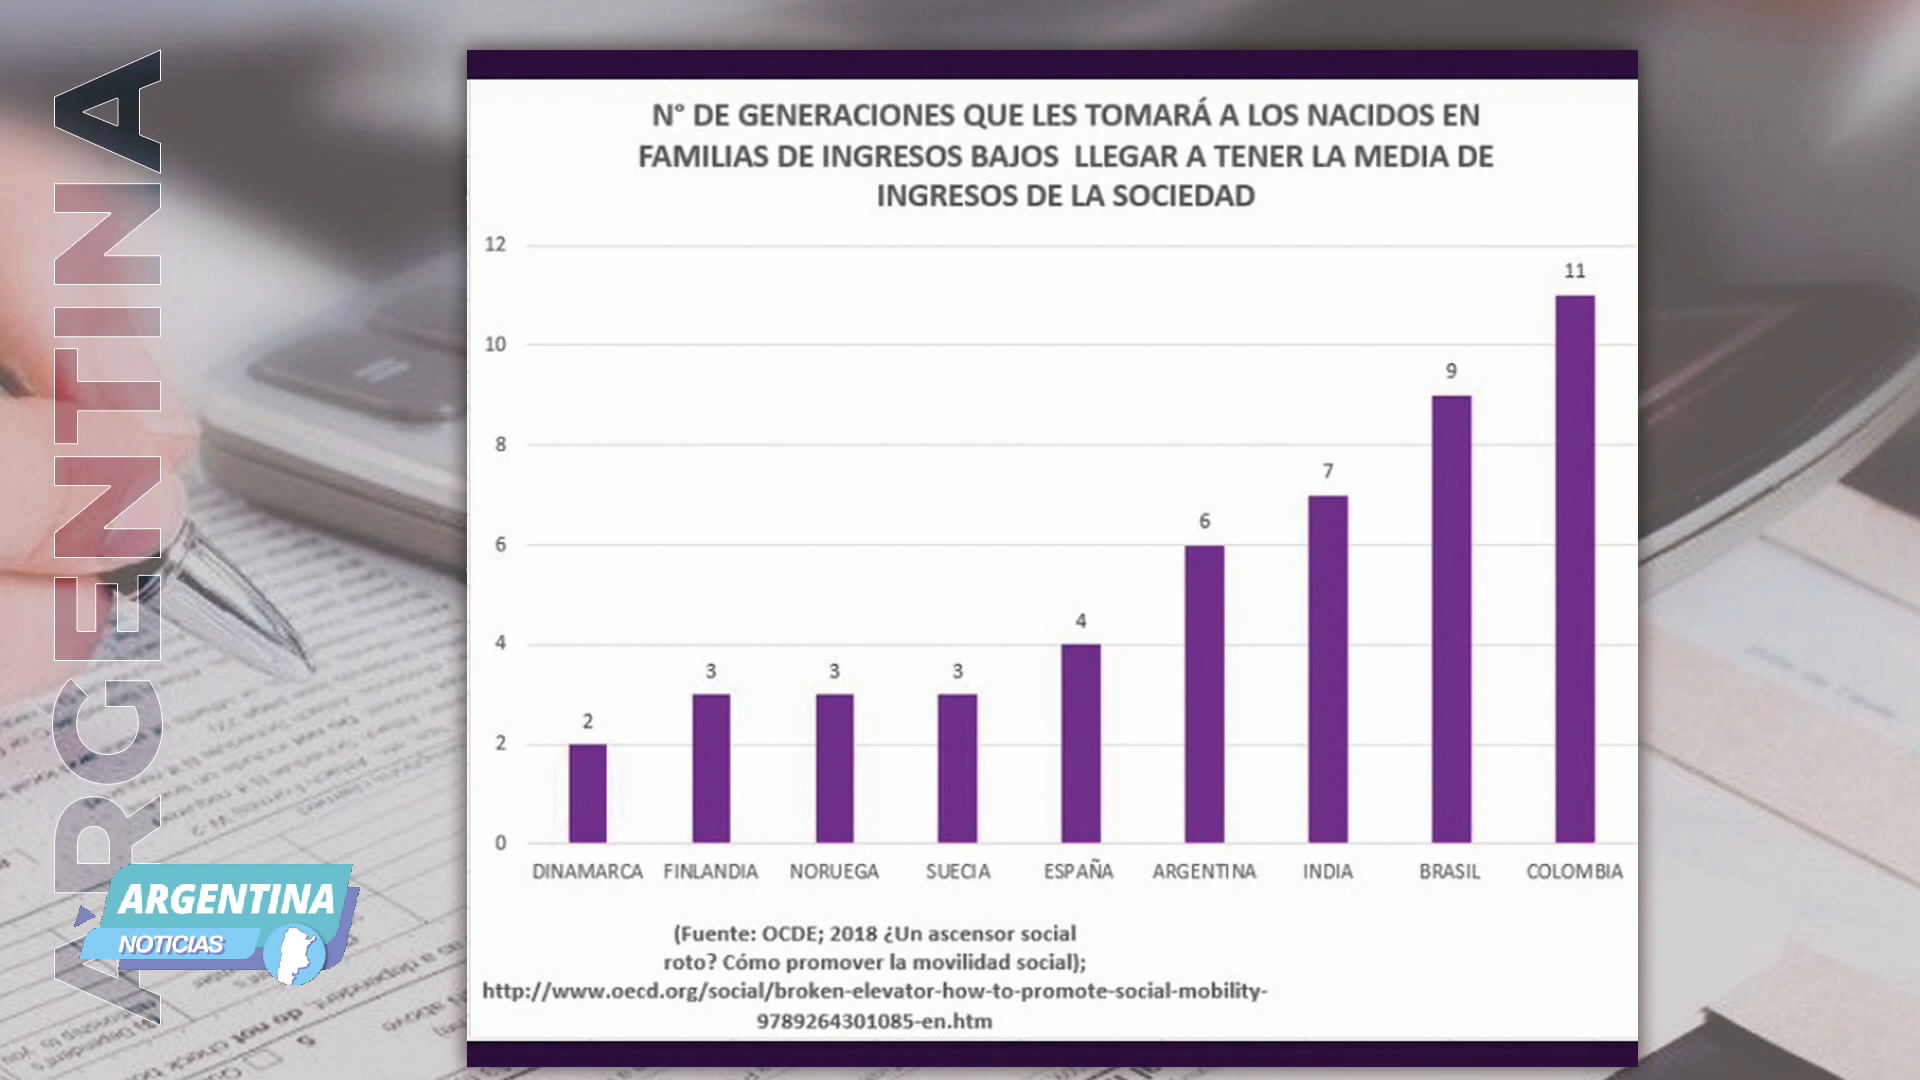 ARGENTINA
N° DE GENERACIONES QUE LES TOMARÁ A LOS NACIDOS EN
FAMILIAS DE INGRESOS BAJOS LLEGAR A TENER LA MEDIA DE
INGRESOS DE LA SOCIEDAD
12
10
8
6
4
2
0
2
3
3
3
4
6
7
9
11
DINAMARCA FINLANDIA NORUEGA SUECIA ESPAÑA ARGENTINA INDIA BRASIL COLOMBIA
(Fuente: OCDE; 2018 ¿Un ascensor social
roto? Cómo promover la movilidad social);
http://www.oecd.org/social/broken-elevator-how-to-promote-social-mobility-
9789264301085-en.htm
ARGENTINA
NOTICIAS